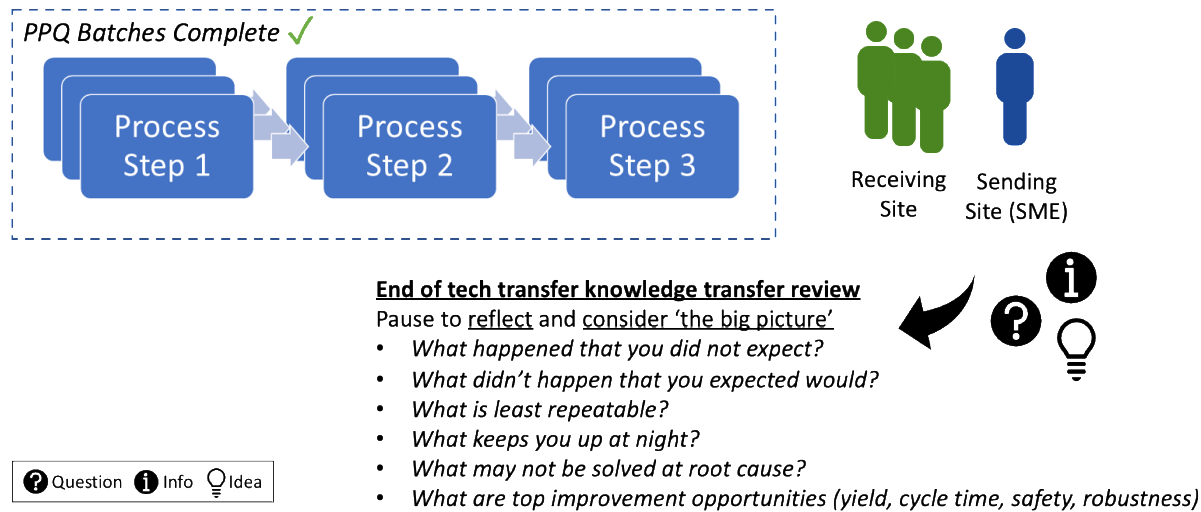 PPQ Batches Complete
Process
Step 1
Process
Step 2
Process
Step 3
Receiving
Site
Sending
Site (SME)
End of tech transfer knowledge transfer review
Pause to reflect and consider ‘the big picture’
• What happened that you did not expect?
• What didn’t happen that you expected would?
• What is least repeatable?
• What keeps you up at night?
• What may not be solved at root cause?
• What are top improvement opportunities (yield, cycle time, safety, robustness)
Question Info Idea